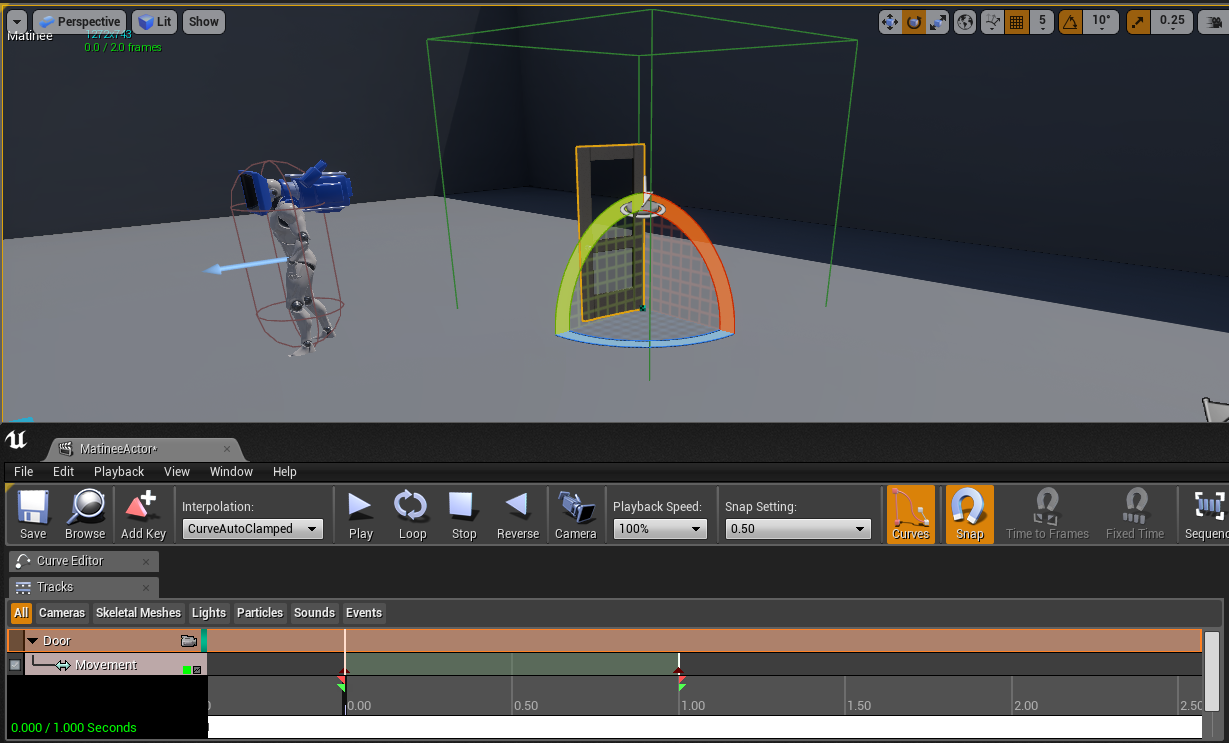 Perspective Lit Show 5 10° 0.25
Matinee 1272x743
0.0 / 2.0 frames
MatineeActor*
File Edit Playback View Window Help
Interpolation: Playback Speed: Snap Setting:
CurveAutoClamped 100% 0.50
Save Browse Add Key Play Loop Stop Reverse Camera Curves Snap Time to Frames Fixed Time Sequenc
Curve Editor
Tracks
All Cameras Skeletal Meshes Lights Particles Sounds Events
Door
Movement
0.00 0.50 1.00 1.50 2.00 2.50
0.000 / 1.000 Seconds